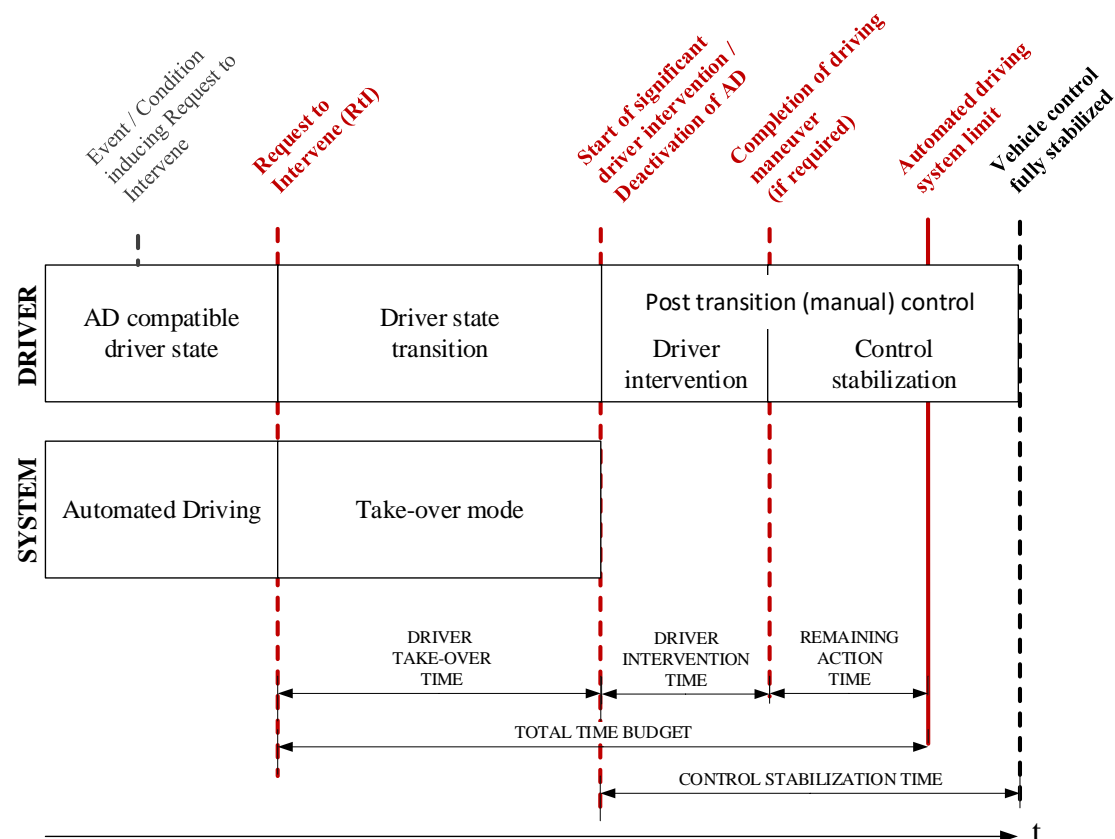 Event / Condition
inducing Request to
Intervene
Request to
Intervene (RtI)
Start of significant
driver intervention /
Deactivation of AD
Completion of driving
maneuver
(if required)
Automated driving
system limit
Vehicle control
fully stabilized
DRIVER
AD compatible
driver state
Driver state
transition
Post transition (manual) control
Driver
intervention
Control
stabilization
SYSTEM
Automated Driving
Take-over mode
DRIVER
TAKE-OVER
TIME
DRIVER
INTERVENTION
TIME
REMAINING
ACTION
TIME
TOTAL TIME BUDGET
CONTROL STABILIZATION TIME
t